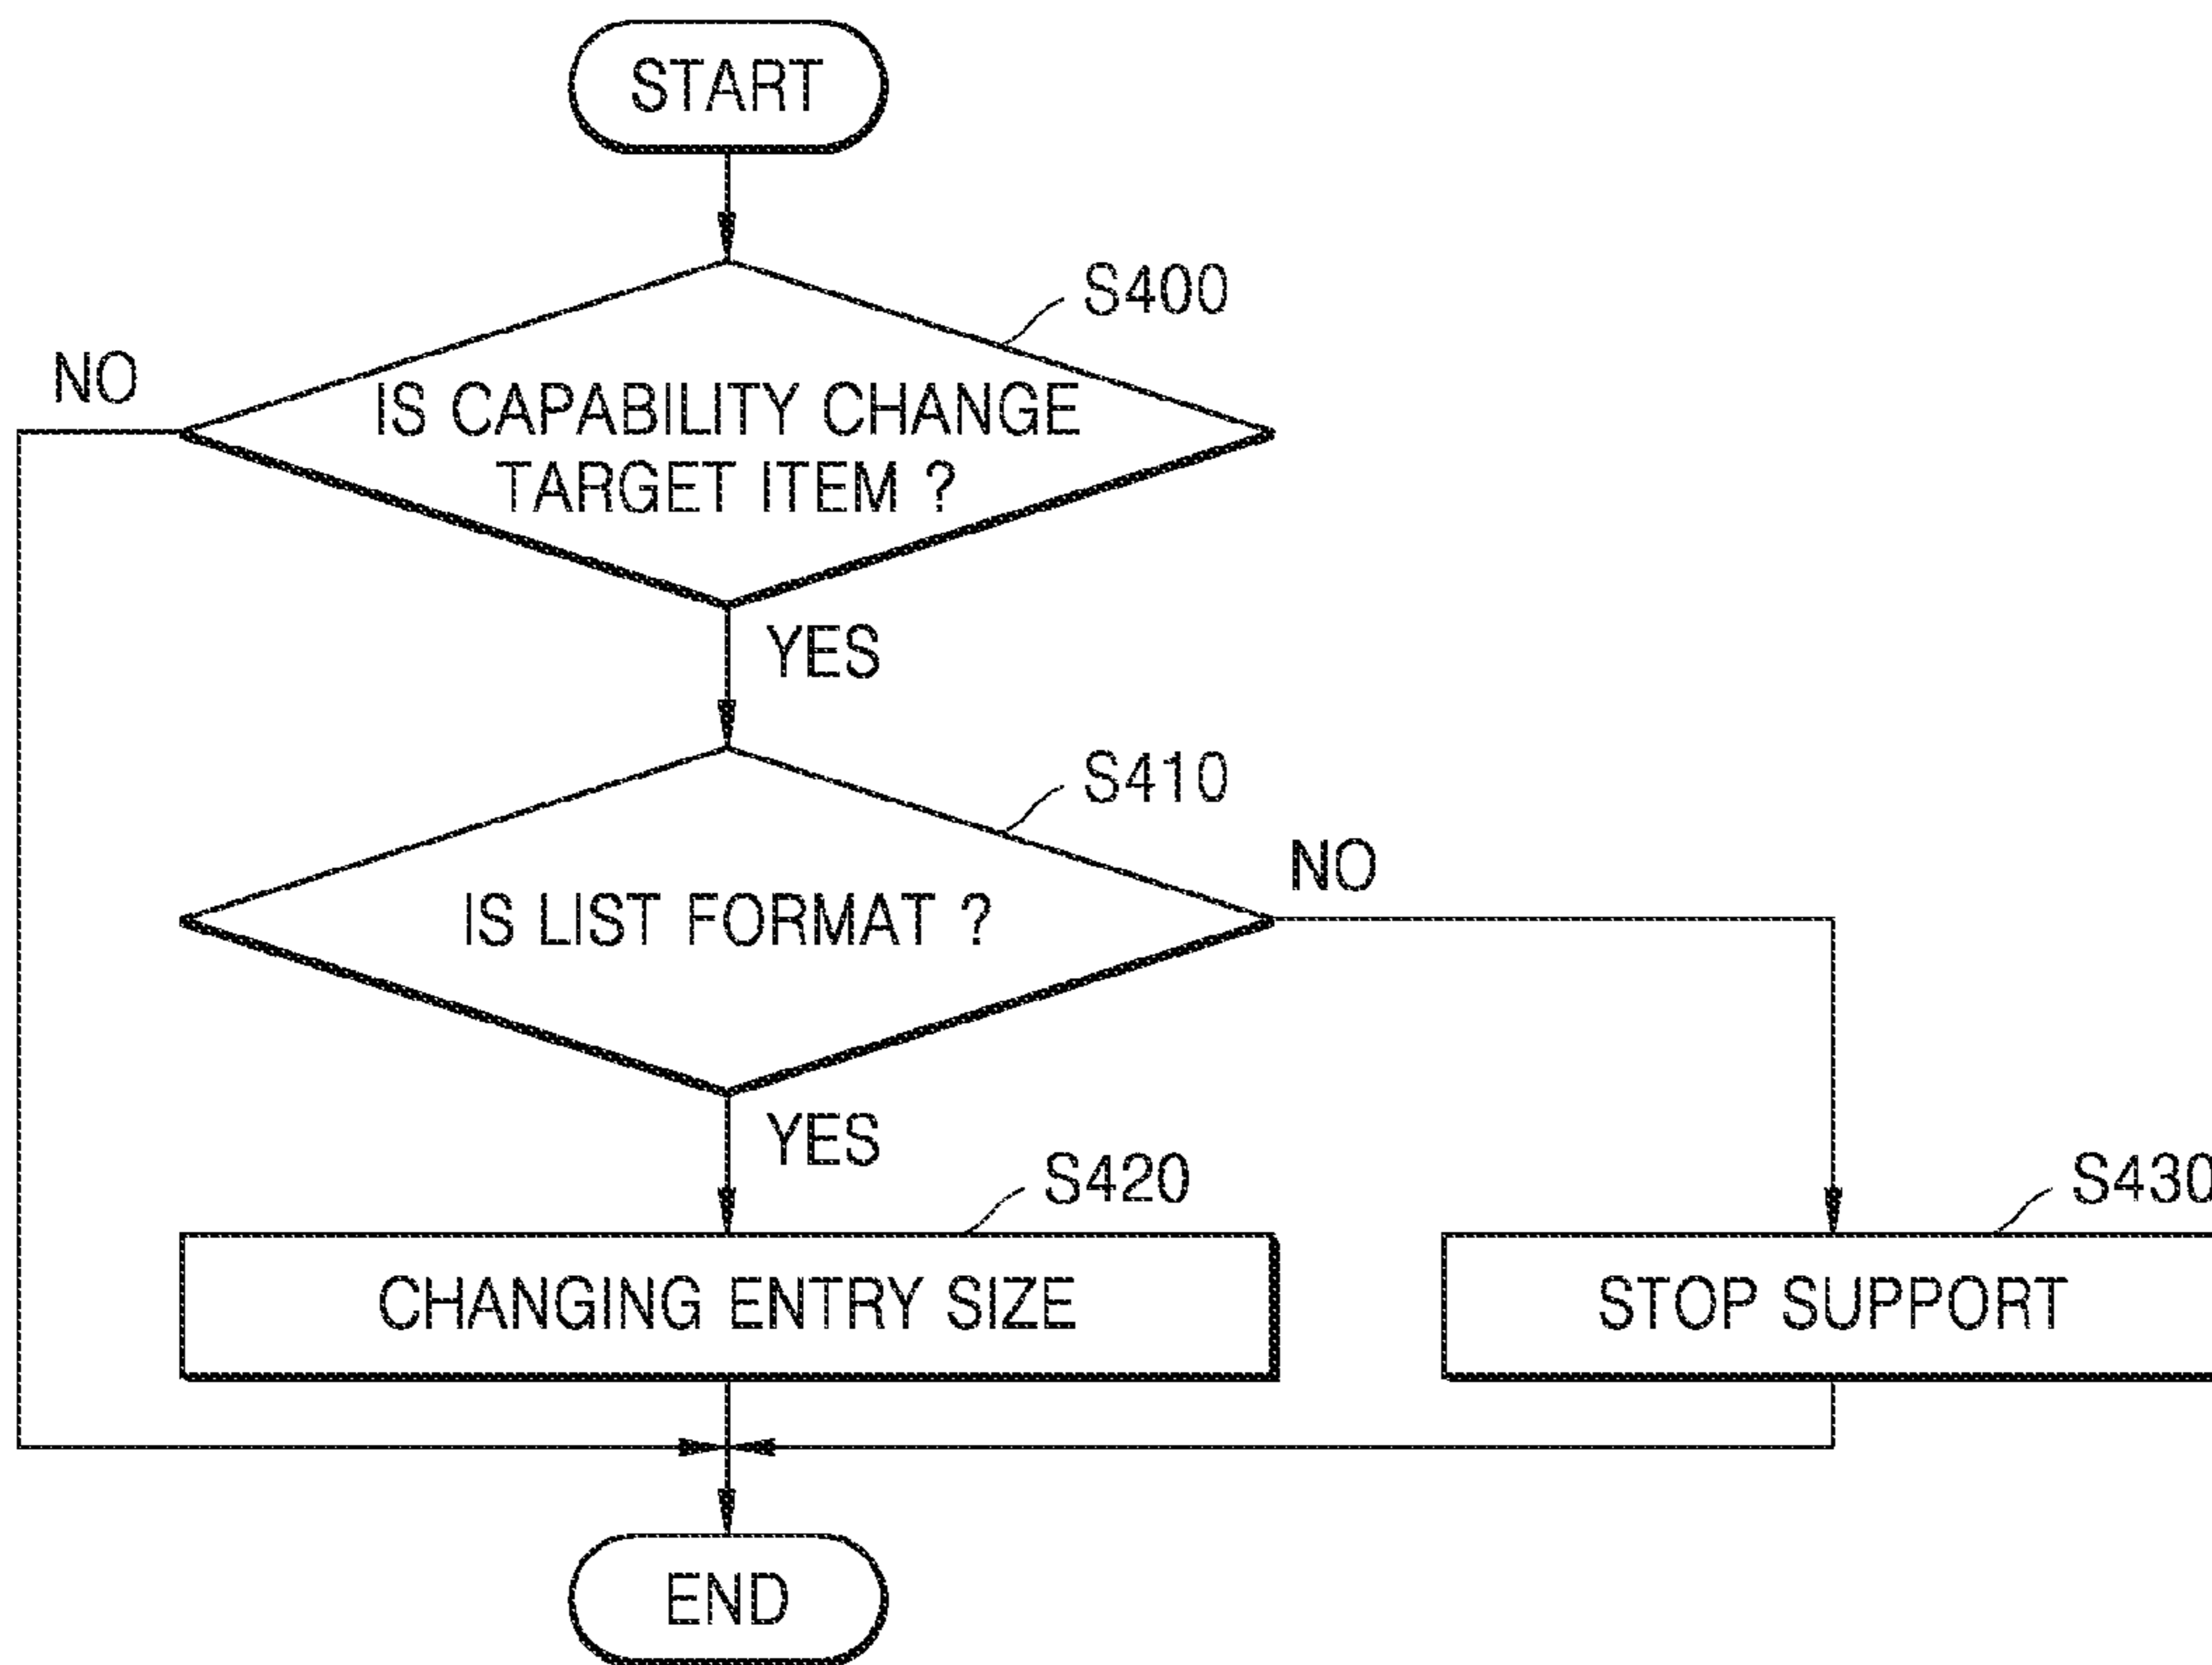 START
S400
NO
IS CAPABILITY CHANGE
TARGET ITEM ?
YES
S410
NO
IS LIST FORMAT ?
YES
S420
S430
CHANGING ENTRY SIZE
STOP SUPPORT
END